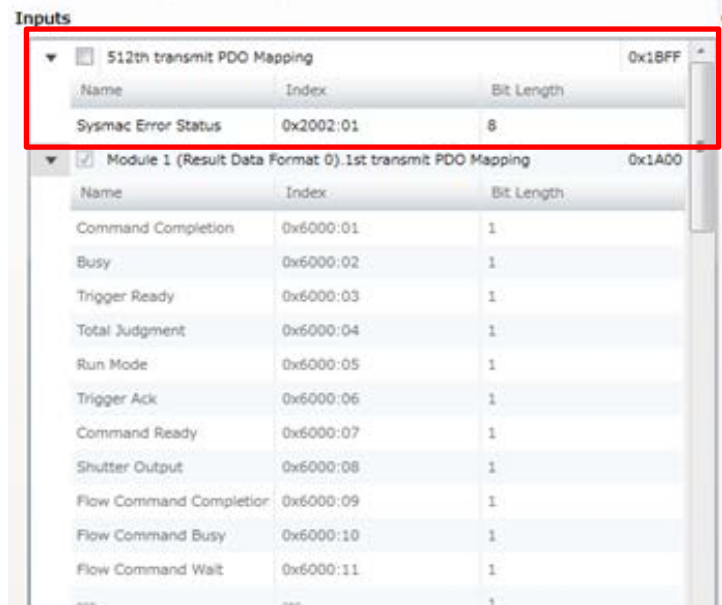 Inputs
512th transmit PDO Mapping 0x1BFF
Name Index Bit Length
Sysmac Error Status 0x2002:01 8
Module 1 (Result Data Format 0).1st transmit PDO Mapping 0x1A00
Name Index Bit Length
Command Completion 0x6000:01 1
Busy 0x6000:02 1
Trigger Ready 0x6000:03 1
Total Judgment 0x6000:04 1
Run Mode 0x6000:05 1
Trigger Ack 0x6000:06 1
Command Ready 0x6000:07 1
Shutter Output 0x6000:08 1
Flow Command Completion 0x6000:09 1
Flow Command Busy 0x6000:10 1
Flow Command Wait 0x6000:11 1
--- --- 1